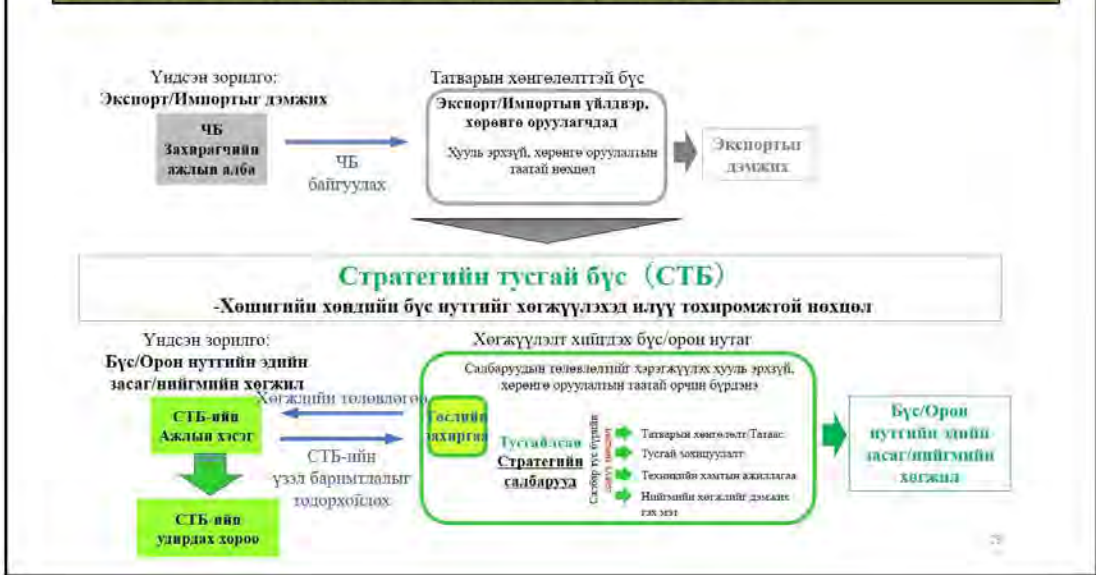 Үндсэн зорилго:
Экспорт/Импортыг дэмжих
ЧБ
Захирагчийн
ажлын алба
ЧБ
байгуулах
Татварын хөнгөлөлттэй бүс
Экспорт/Импортын үйлдвэр,
хөрөнгө оруулагчдад
Хууль эрхзүй, хөрөнгө оруулалтын
таатай нөхцөл
Экспортыг
дэмжих
Стратегийн тусгай бүс (СТБ)
-Хөшигийн хөндийн бүс нутгийг хөгжүүлэхэд илүү тохиромжтой нөхцөл
Үндсэн зорилго:
Бүс/Орон нутгийн эдийн
засаг/нийгмийн хөгжил
Хөгжлийн төлөвлөгөө
СТБ-ийн
Ажлын хэсэг
СТБ-ийн
үзэл баримтлалыг
тодорхойлох
СТБ-ийн
удирдах хороо
Хөгжүүлэлт хийгдэх бүс/орон нутаг
Салбаруудын төлөвлөлтийг хэрэгжүүлэх хууль эрхзүй,
хөрөнгө оруулалтын таатай орчин бүрдэнэ
Төслийн
захиргаа
Тусгайлсан
Стратегийн
салбарууд
Салбар тус бүрийн
Татварын хөнгөлөлт/Татаас
Тусгай зохицуулалт
Техникийн хамтын ажиллагаа
Нийгмийн хөгжлийг дэмжих
гэх мэт
Бүс/Орон
нутгийн эдийн
засаг/нийгмийн
хөгжил